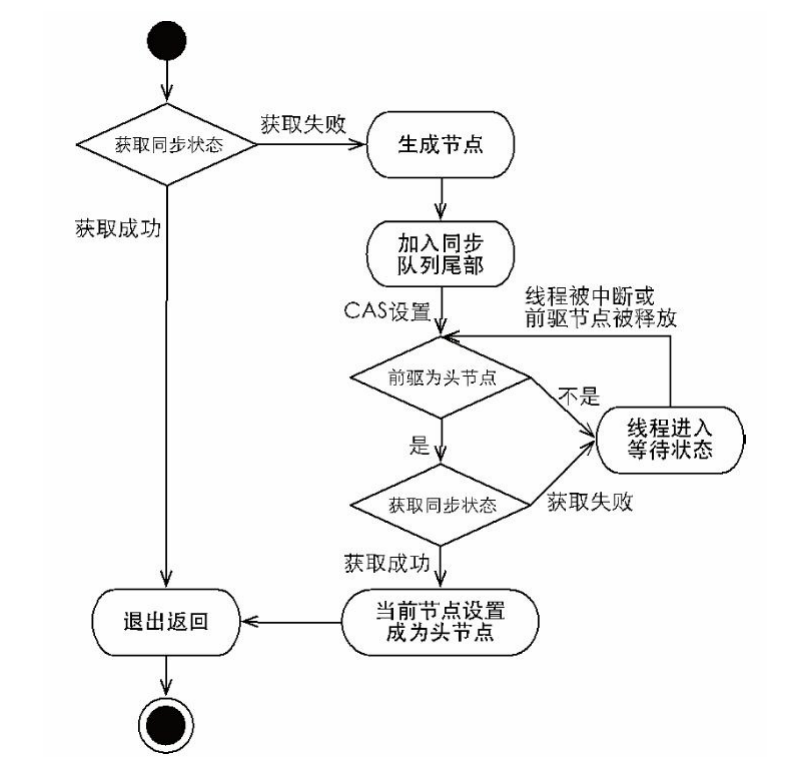 获取同步状态
获取失败
生成节点
获取成功
加入同步
队列尾部
CAS设置
线程被中断或
前驱节点被释放
前驱为头节点
不是
线程进入
等待状态
是
获取同步状态
获取失败
获取成功
退出返回
当前节点设置
成为头节点